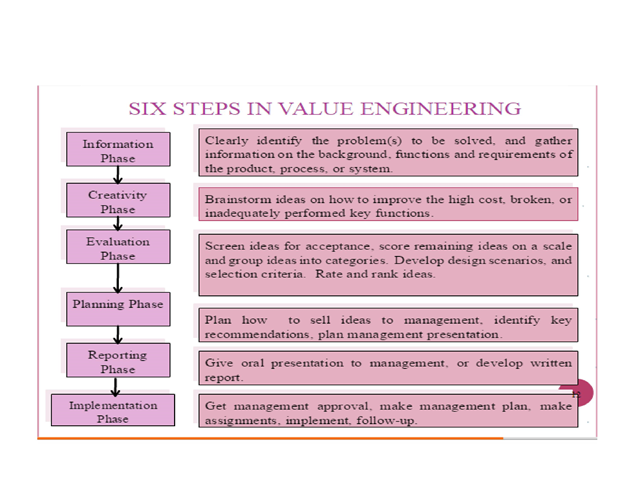 SIX STEPS IN VALUE ENGINEERING
Information
Phase
Clearly identify the problem(s) to be solved, and gather
information on the background, functions and requirements of
the product, process, or system.
Creativity
Phase
Brainstorm ideas on how to improve the high cost, broken, or
inadequately performed key functions.
Evaluation
Phase
Screen ideas for acceptance, score remaining ideas on a scale
and group ideas into categories. Develop design scenarios, and
selection criteria. Rate and rank ideas.
Planning Phase
Plan how to sell ideas to management, identify key
recommendations, plan management presentation.
Reporting
Phase
Give oral presentation to management, or develop written
report.
Implementation
Phase
Get management approval, make management plan, make
assignments, implement, follow-up.